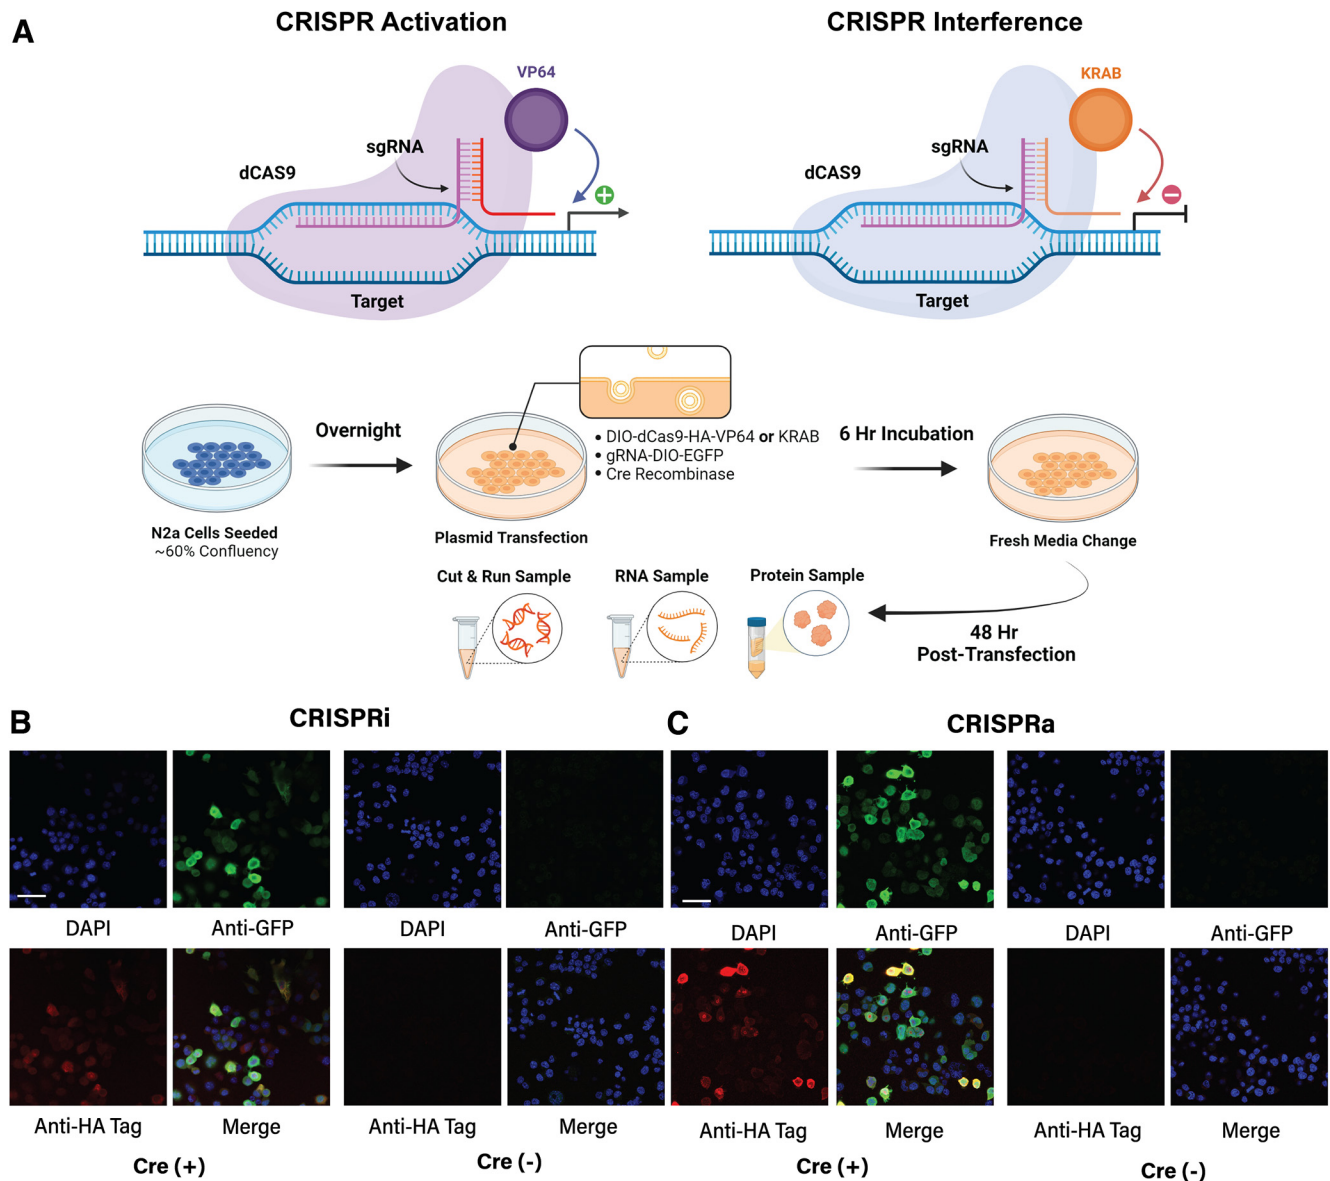 A
CRISPR Activation
CRISPR Interference
VP64
KRAB
sgRNA
sgRNA
dCAS9
dCAS9
Target
Target
Overnight
• DIO-dCas9-HA-VP64 or KRAB
• gRNA-DIO-EGFP
• Cre Recombinase
6 Hr Incubation
N2a Cells Seeded
~60% Confluency
Plasmid Transfection
Fresh Media Change
Cut & Run Sample
RNA Sample
Protein Sample
48 Hr
Post-Transfection
B
CRISPRi
C
CRISPRa
DAPI
Anti-GFP
DAPI
Anti-GFP
DAPI
Anti-GFP
DAPI
Anti-GFP
Anti-HA Tag
Merge
Anti-HA Tag
Merge
Anti-HA Tag
Merge
Anti-HA Tag
Merge
Cre (+)
Cre (-)
Cre (+)
Cre (-)